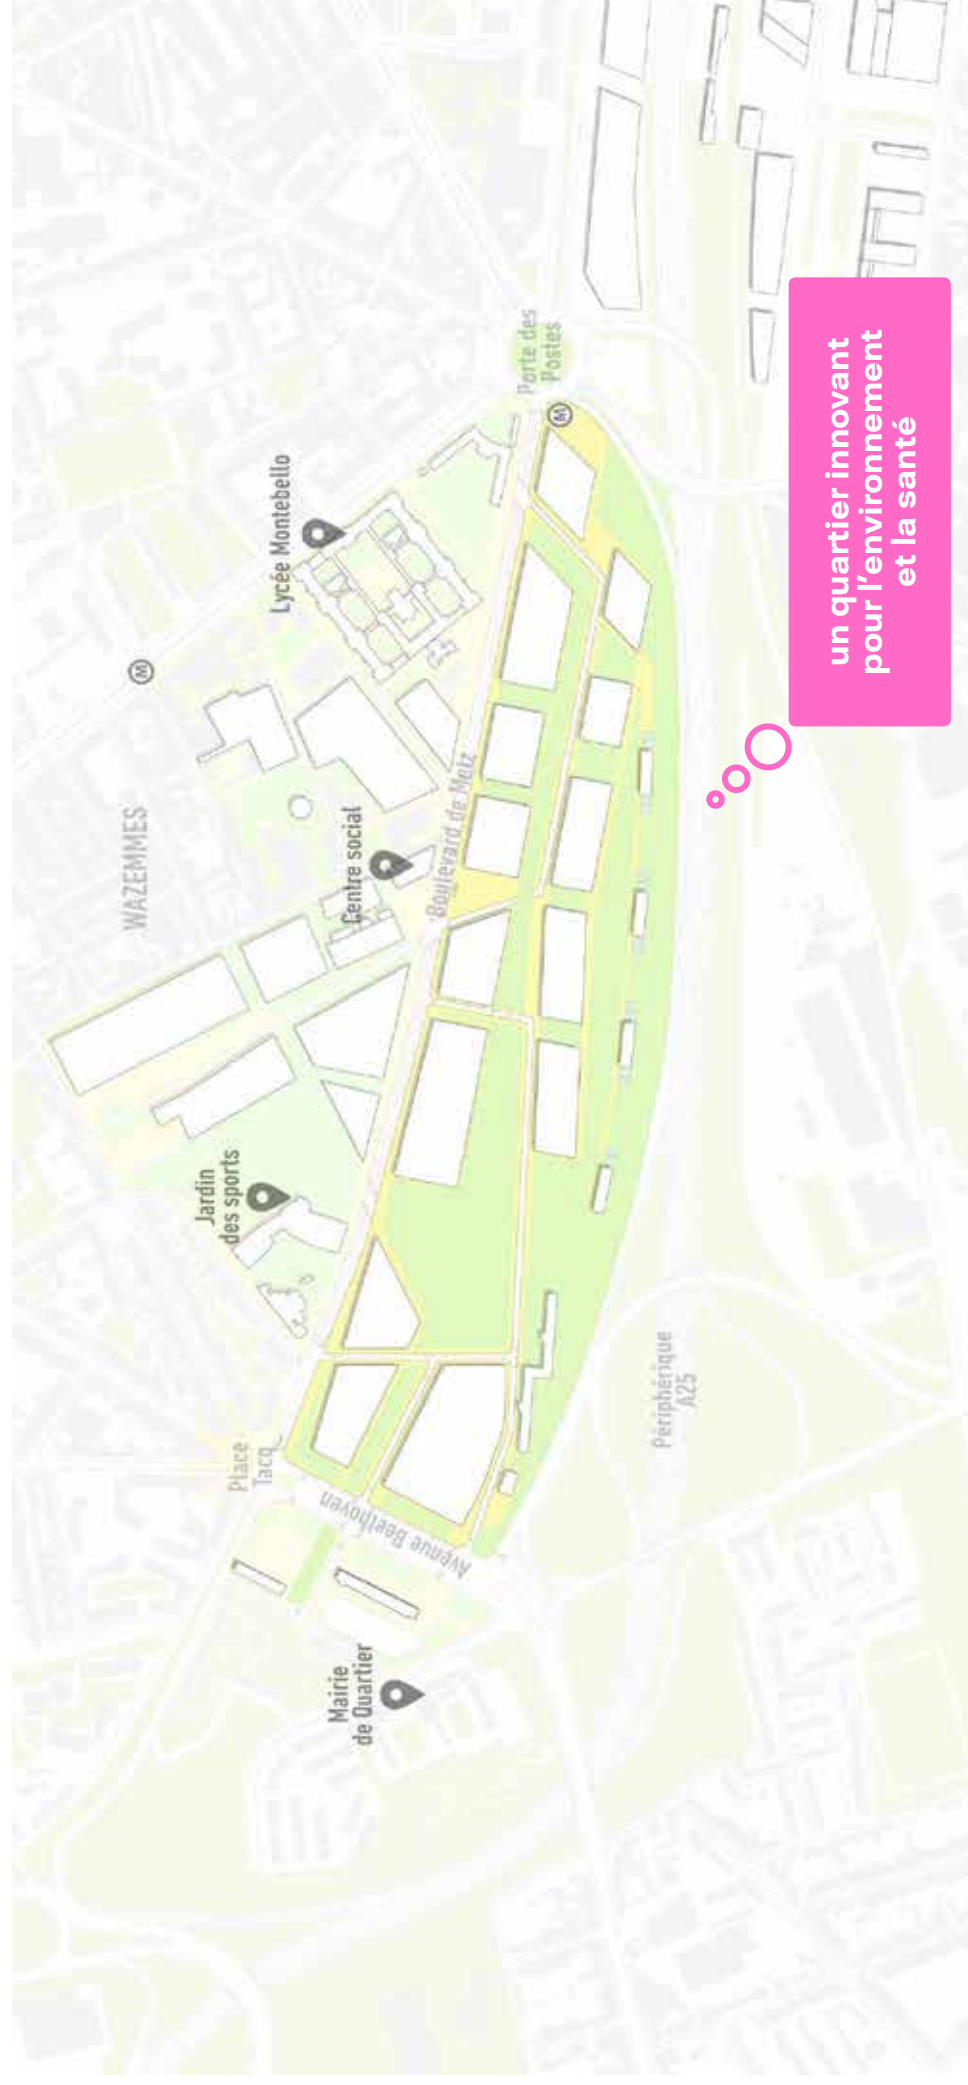 WAZEMMES
Lycée Montebello
M
Porte des
Postes
M
Centre social
Boulevard de Metz
Jardin
des sports
Place
Tacq
Avenue Beethoven
Mairie
de Quartier
Périphérique
A25
un quartier innovant
pour l'environnement
et la santé